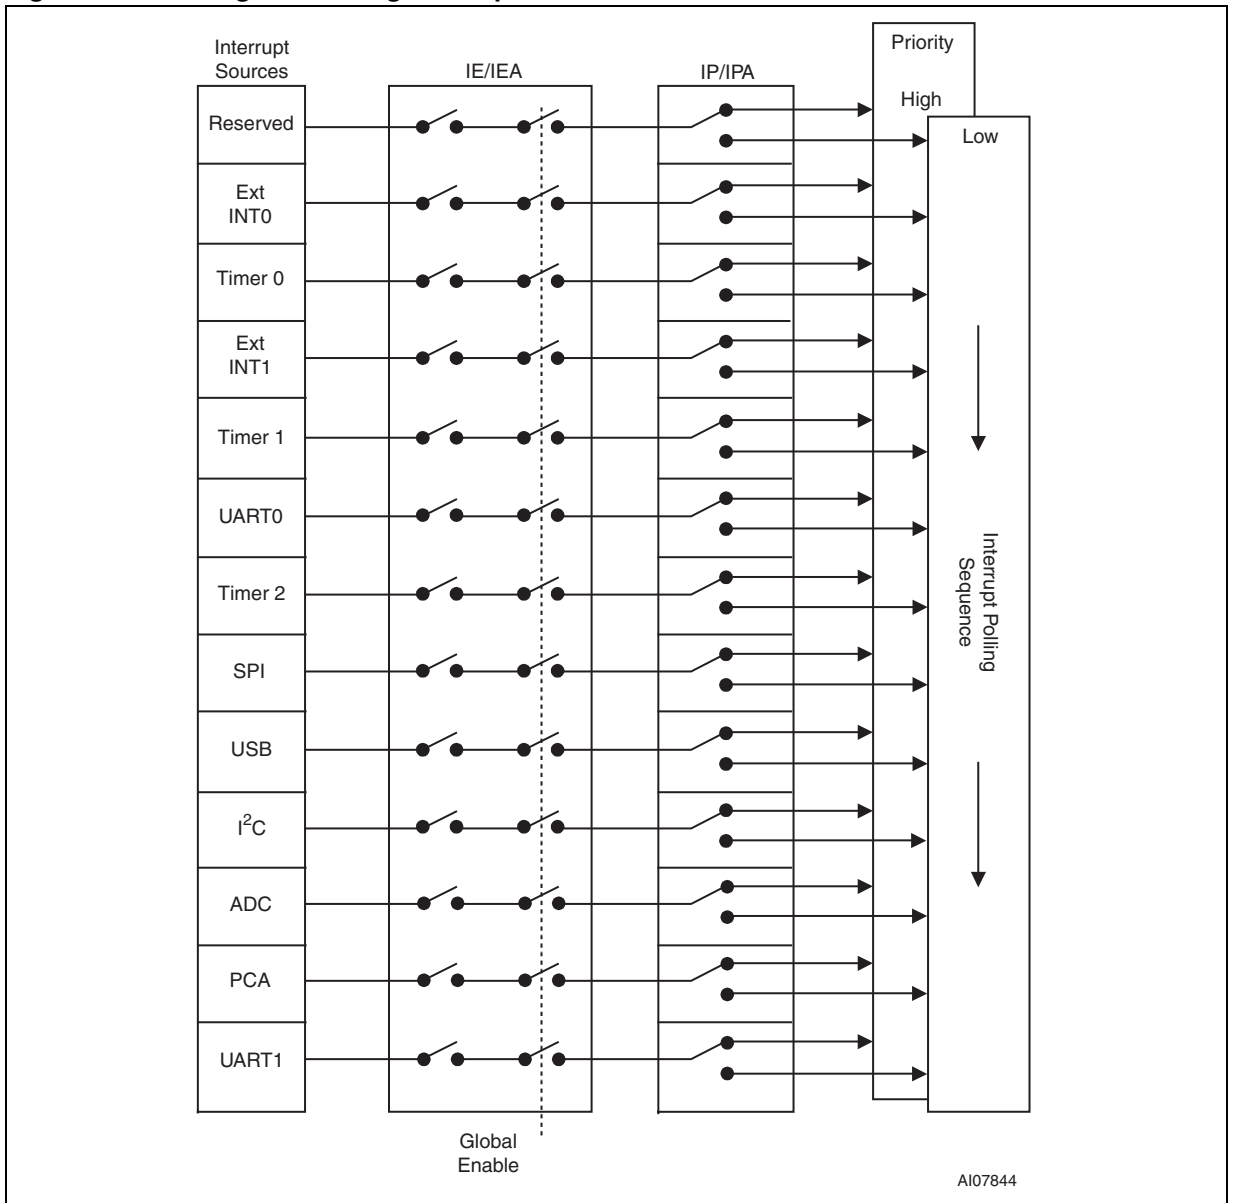 Interrupt
Sources
IE/IEA
IP/IPA
Priority
High
Low
Reserved
Ext
INT0
Timer 0
Ext
INT1
Timer 1
UART0
Timer 2
SPI
USB
I²C
ADC
PCA
UART1
Interrupt Polling
Sequence
Global
Enable
AI07844